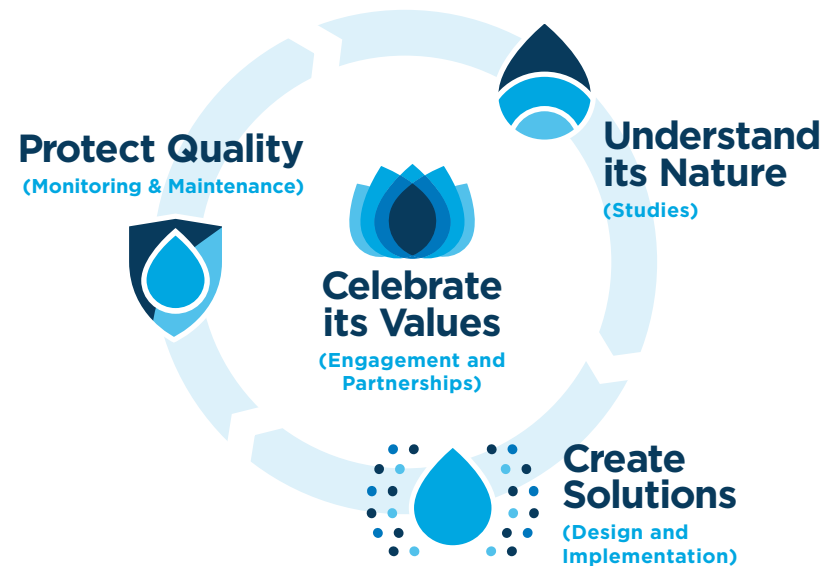 Protect Quality
(Monitoring & Maintenance)
Understand
its Nature
(Studies)
Celebrate
its Values
(Engagement and
Partnerships)
Create
Solutions
(Design and
Implementation)